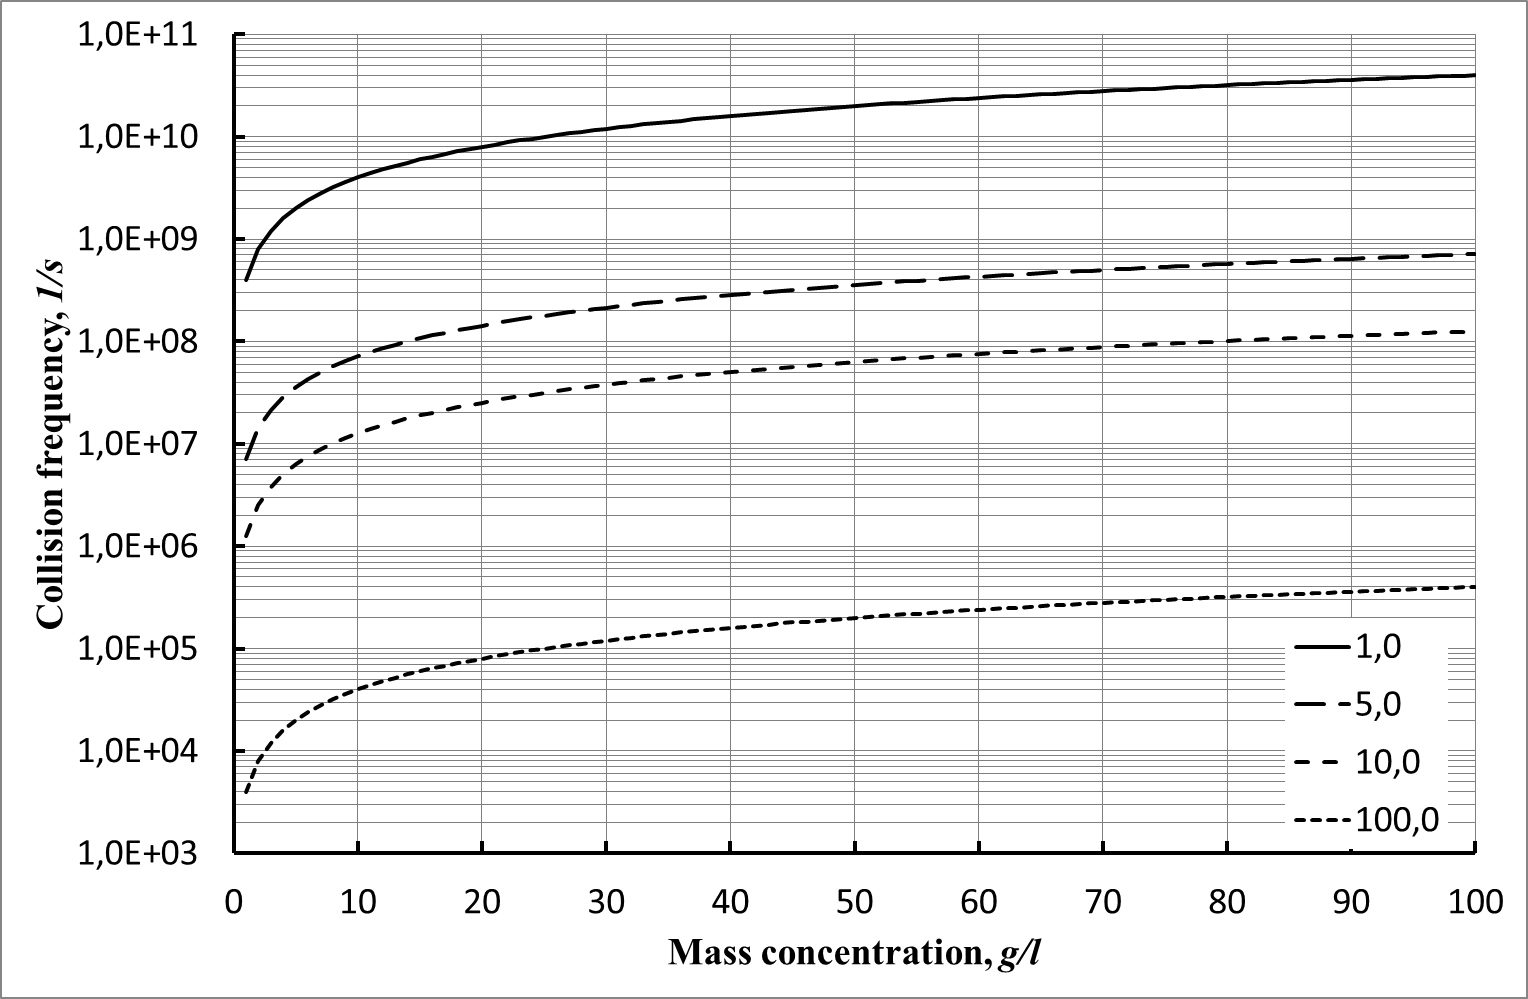 1,0E+11
1,0E+10
1,0E+09
1,0E+08
1,0E+07
1,0E+06
1,0E+05
1,0E+04
1,0E+03
Collision frequency, 1/s
0 10 20 30 40 50 60 70 80 90 100
Mass concentration, g/l
1,0
5,0
10,0
100,0